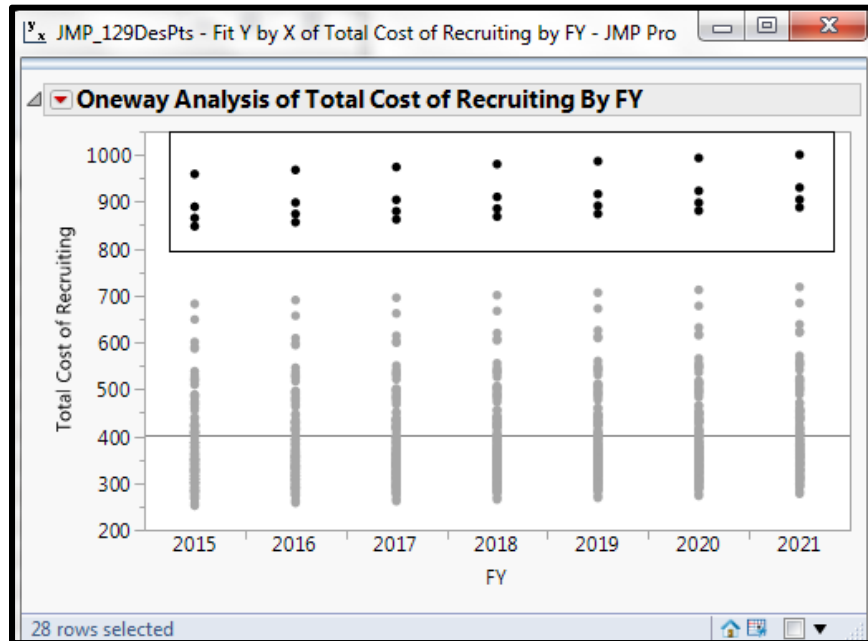 JMP_129DesPts - Fit Y by X of Total Cost of Recruiting by FY - JMP Pro
Oneway Analysis of Total Cost of Recruiting By FY
Total Cost of Recruiting
1000
900
800
700
600
500
400
300
200
2015 2016 2017 2018 2019 2020 2021
FY
28 rows selected